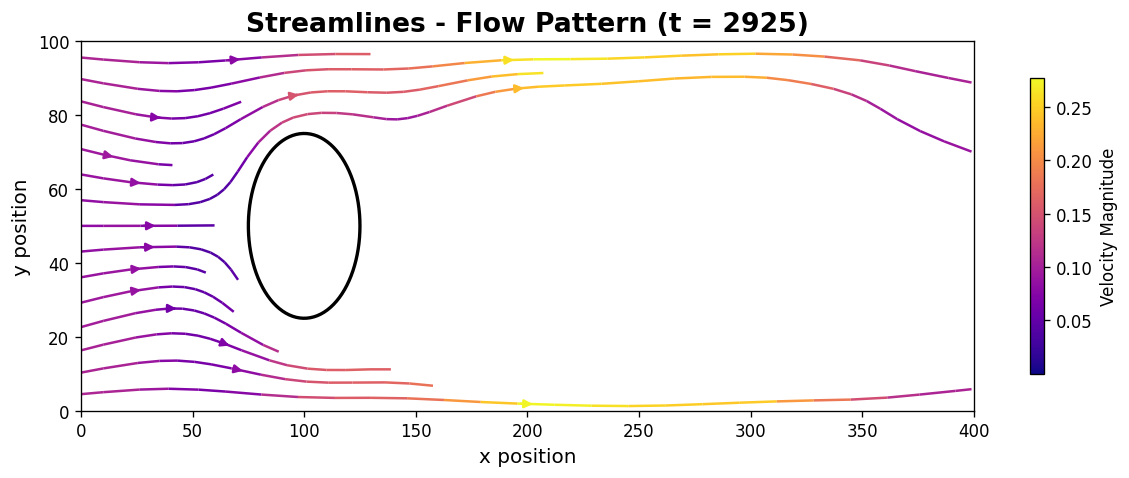 Streamlines - Flow Pattern (t = 2925)
100
80
60
40
20
0
y position
0 50 100 150 200 250 300 350 400
x position
0.25
0.20
0.15
0.10
0.05
Velocity Magnitude